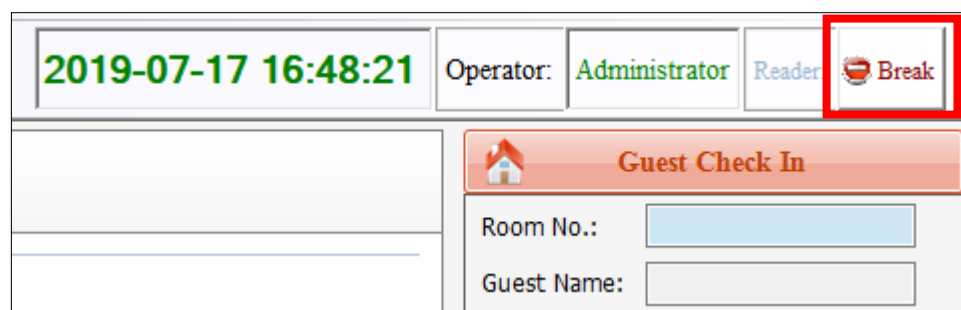 2019-07-17 16:48:21 Operator: Administrator Reader Break
Guest Check In
Room No.:
Guest Name: